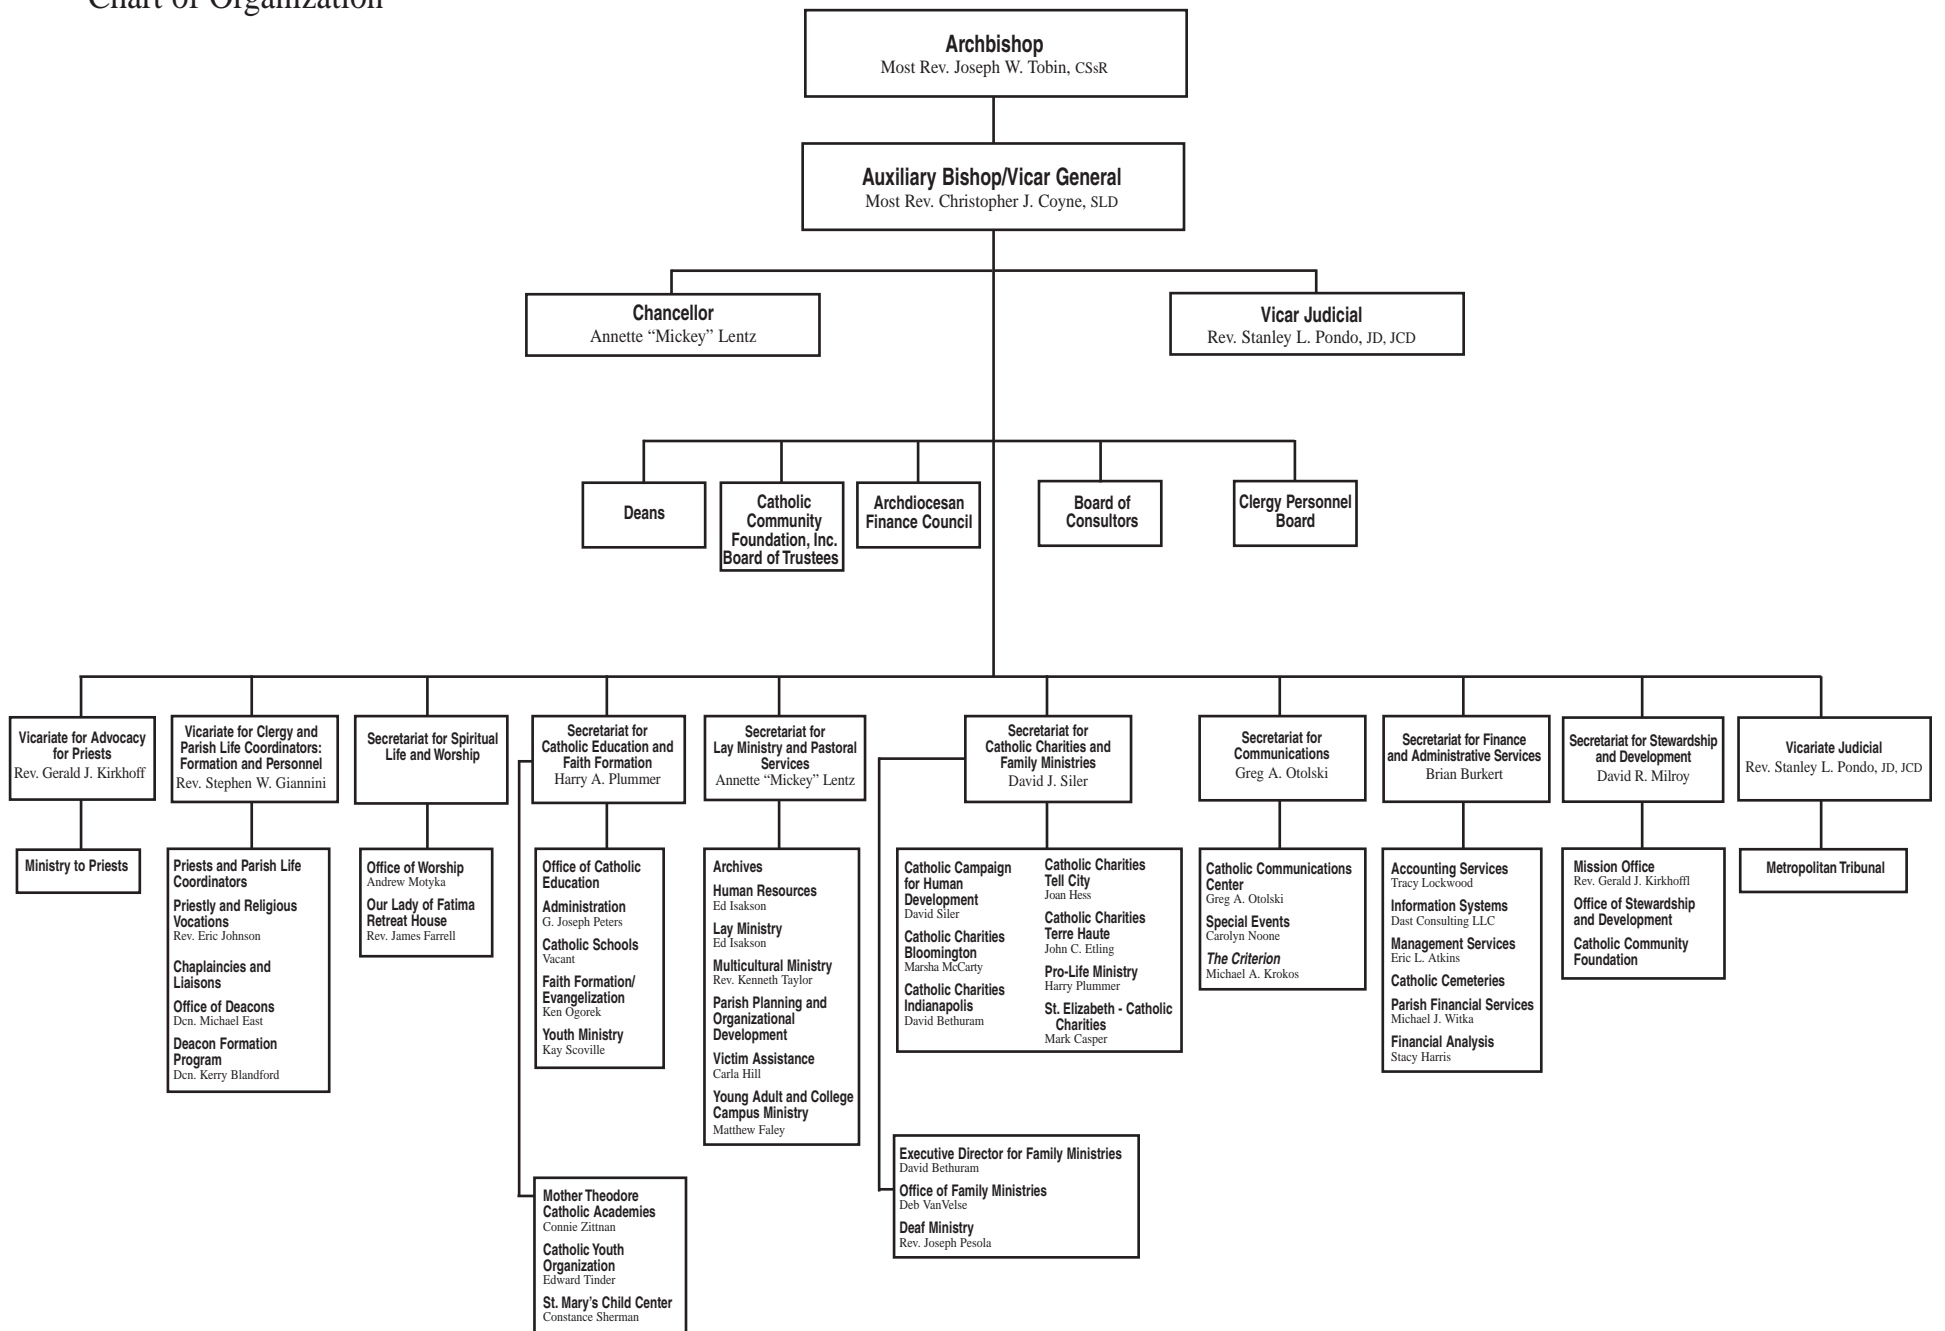 Chart of Organization
Archbishop
Most Rev. Joseph W. Tobin, CSsR
Auxiliary Bishop/Vicar General
Most Rev. Christopher J. Coyne, SLD
Chancellor
Annette “Mickey” Lentz
Vicar Judicial
Rev. Stanley L. Pondo, JD, JCD
Deans
Catholic
Community
Foundation, Inc.
Board of Trustees
Archdiocesan
Finance Council
Board of
Consultors
Clergy Personnel
Board
Vicariate for Advocacy
for Priests
Rev. Gerald J. Kirkhoff
Vicariate for Clergy and
Parish Life Coordinators:
Formation and Personnel
Rev. Stephen W. Giannini
Secretariat for Spiritual
Life and Worship
Secretariat for
Catholic Education and
Faith Formation
Harry A. Plummer
Secretariat for
Lay Ministry and Pastoral
Services
Annette “Mickey” Lentz
Secretariat for
Catholic Charities and
Family Ministries
David J. Siler
Secretariat for
Communications
Greg A. Otolski
Secretariat for Finance
and Administrative Services
Brian Burkert
Secretariat for Stewardship
and Development
David R. Milroy
Vicariate Judicial
Rev. Stanley L. Pondo, JD, JCD
Ministry to Priests
Priests and Parish Life
Coordinators
Priestly and Religious
Vocations
Rev. Eric Johnson
Chaplaincies and
Liaisons
Office of Deacons
Dcn. Michael East
Deacon Formation
Program
Dcn. Kerry Blandford
Office of Worship
Andrew Motyka
Our Lady of Fatima
Retreat House
Rev. James Farrell
Office of Catholic
Education
Administration
G. Joseph Peters
Catholic Schools
Vacant
Faith Formation/
Evangelization
Ken Ogorek
Youth Ministry
Kay Scoville
Archives
Human Resources
Ed Isakson
Lay Ministry
Ed Isakson
Multicultural Ministry
Rev. Kenneth Taylor
Parish Planning and
Organizational
Development
Victim Assistance
Carla Hill
Young Adult and College
Campus Ministry
Matthew Faley
Catholic Campaign
for Human
Development
David Siler
Catholic Charities
Bloomington
Marsha McCarty
Catholic Charities
Indianapolis
David Bethuram
Catholic Charities
Tell City
Joan Hess
Catholic Charities
Terre Haute
John C. Etling
Pro-Life Ministry
Harry Plummer
St. Elizabeth - Catholic
Charities
Mark Casper
Catholic Communications
Center
Greg A. Otolski
Special Events
Carolyn Noone
The Criterion
Michael A. Krokos
Accounting Services
Tracy Lockwood
Information Systems
Dast Consulting LLC
Management Services
Eric L. Atkins
Catholic Cemeteries
Parish Financial Services
Michael J. Witka
Financial Analysis
Stacy Harris
Mission Office
Rev. Gerald J. Kirkhoffl
Office of Stewardship
and Development
Catholic Community
Foundation
Metropolitan Tribunal
Mother Theodore
Catholic Academies
Connie Zittnan
Catholic Youth
Organization
Edward Tinder
St. Mary’s Child Center
Constance Sherman
Executive Director for Family Ministries
David Bethuram
Office of Family Ministries
Deb VanVelse
Deaf Ministry
Rev. Joseph Pesola